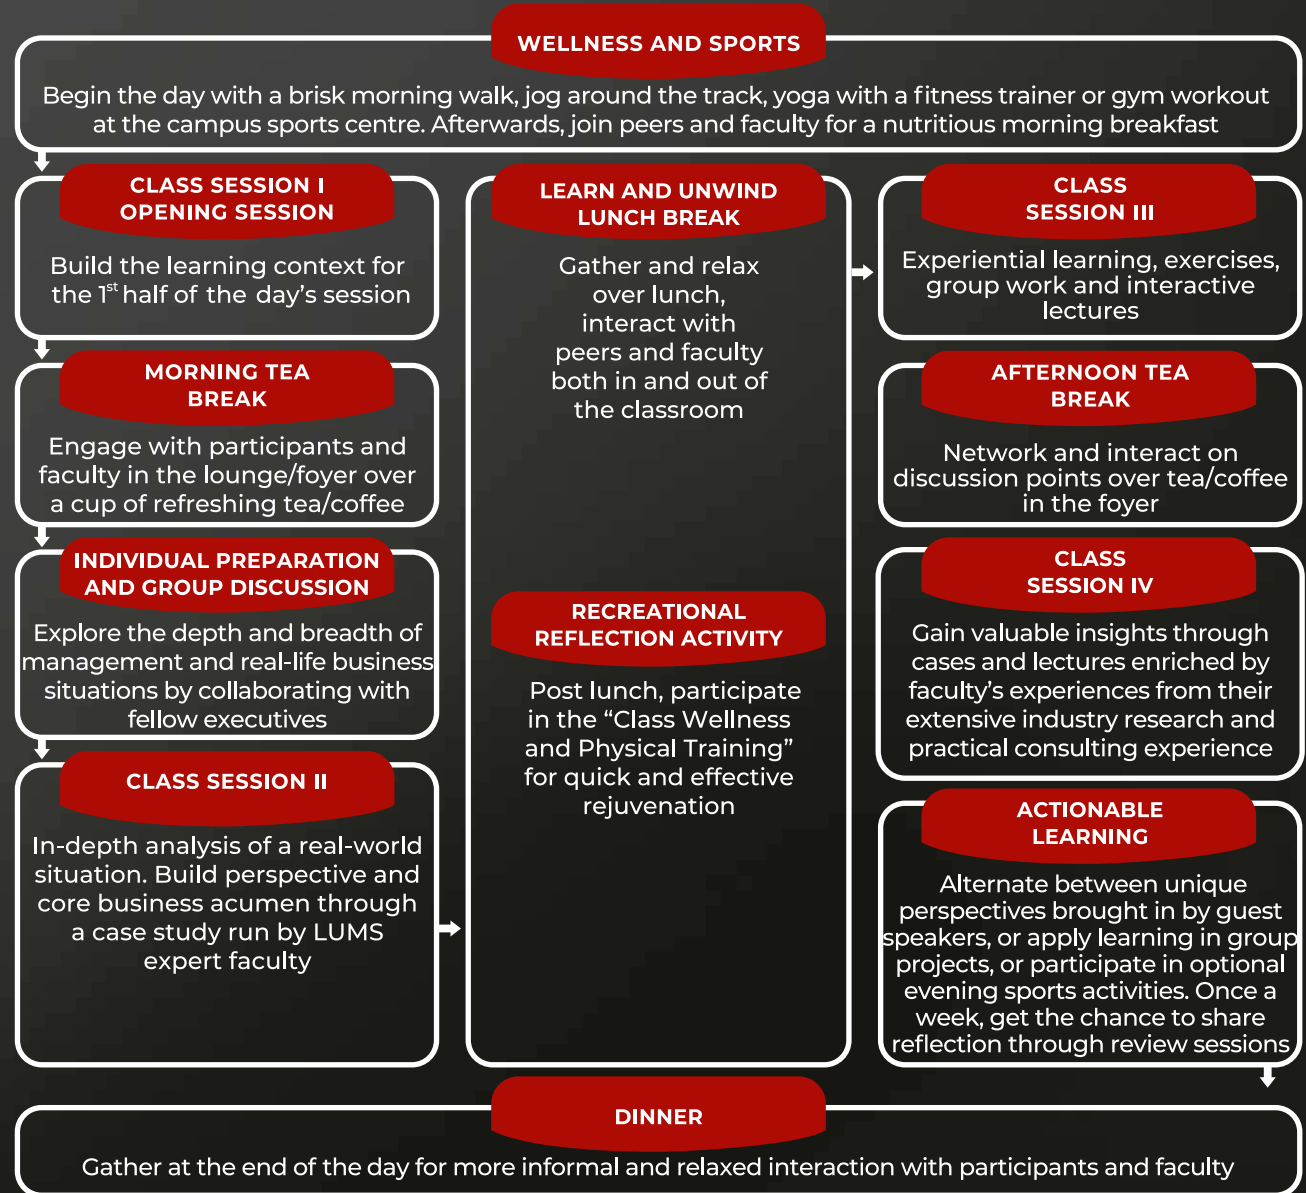 WELLNESS AND SPORTS
Begin the day with a brisk morning walk, jog around the track, yoga with a fitness trainer or gym workout
at the campus sports centre. Afterwards, join peers and faculty for a nutritious morning breakfast
CLASS SESSION I
OPENING SESSION
Build the learning context for
the 1st half of the day's session
MORNING TEA
BREAK
Engage with participants and
faculty in the lounge/foyer over
a cup of refreshing tea/coffee
INDIVIDUAL PREPARATION
AND GROUP DISCUSSION
Explore the depth and breadth of
management and real-life business
situations by collaborating with
fellow executives
CLASS SESSION II
In-depth analysis of a real-world
situation. Build perspective and
core business acumen through
a case study run by LUMS
expert faculty
LEARN AND UNWIND
LUNCH BREAK
Gather and relax
over lunch,
interact with
peers and faculty
both in and out of
the classroom
RECREATIONAL
REFLECTION ACTIVITY
Post lunch, participate
in the “Class Wellness
and Physical Training”
for quick and effective
rejuvenation
CLASS
SESSION III
Experiential learning, exercises,
group work and interactive
lectures
AFTERNOON TEA
BREAK
Network and interact on
discussion points over tea/coffee
in the foyer
CLASS
SESSION IV
Gain valuable insights through
cases and lectures enriched by
faculty's experiences from their
extensive industry research and
practical consulting experience
ACTIONABLE
LEARNING
Alternate between unique
perspectives brought in by guest
speakers, or apply learning in group
projects, or participate in optional
evening sports activities. Once a
week, get the chance to share
reflection through review sessions
DINNER
Gather at the end of the day for more informal and relaxed interaction with participants and faculty